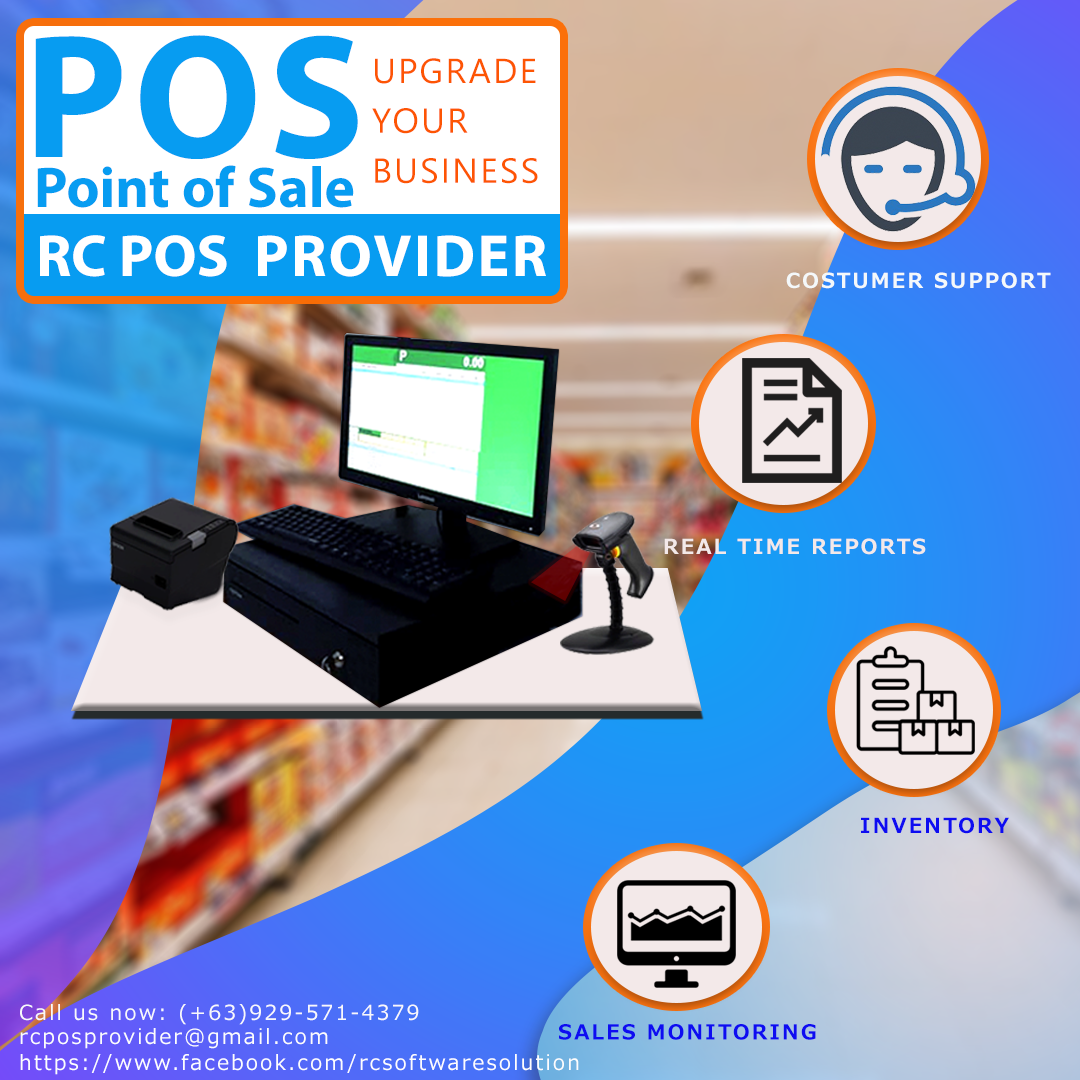 POS
UPGRADE
YOUR
BUSINESS
Point of Sale
RC POS PROVIDER
COSTUMER SUPPORT
P 0.00
REAL TIME REPORTS
INVENTORY
SALES MONITORING
Call us now: (+63)929-571-4379
rcposprovider@gmail.com
https://www.facebook.com/rcsoftwaresolution